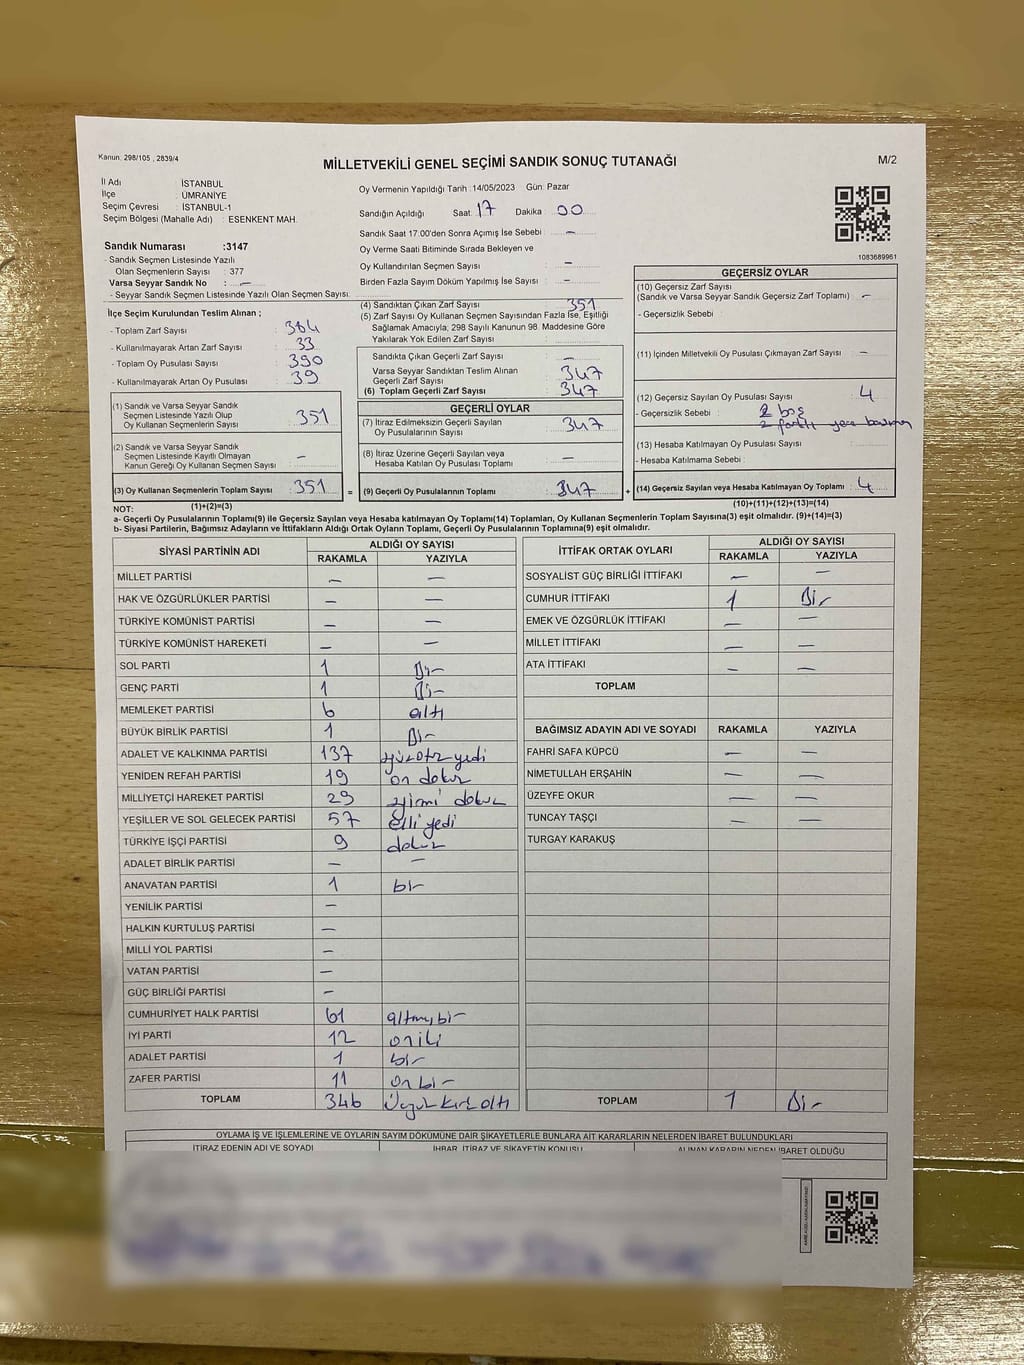 Kanun: 298/105 , 2839/4
MİLLETVEKİLİ GENEL SEÇİMİ SANDIK SONUÇ TUTANAĞI
M/2
İl Adı : İSTANBUL
İlçe : ÜMRANİYE
Seçim Çevresi : İSTANBUL-1
Seçim Bölgesi (Mahalle Adı) : ESENKENT MAH.
Sandık Numarası :3147
- Sandık Seçmen Listesinde Yazılı
Olan Seçmenlerin Sayısı : 377
Varsa Seyyar Sandık No : –
- Seyyar Sandık Seçmen Listesinde Yazılı Olan Seçmen Sayısı:
İlçe Seçim Kurulundan Teslim Alınan ;
- Toplam Zarf Sayısı : 384
- Kullanılmayarak Artan Zarf Sayısı : 33
- Toplam Oy Pusulası Sayısı : 390
- Kullanılmayarak Artan Oy Pusulası : 39
(1) Sandık ve Varsa Seyyar Sandık
Seçmen Listesinde Yazılı Olup
Oy Kullanan Seçmenlerin Sayısı : 351
(2) Sandık ve Varsa Seyyar Sandık
Seçmen Listesinde Kayıtlı Olmayan
Kanun Gereği Oy Kullanan Seçmen Sayısı : –
(3) Oy Kullanan Seçmenlerin Toplam Sayısı : 351
(1)+(2)=(3)
Oy Vermenin Yapıldığı Tarih :14/05/2023 Gün: Pazar
Sandığın Açıldığı Saat: 17 Dakika : 00
Sandık Saat 17.00'den Sonra Açımış İse Sebebi : –
Oy Verme Saati Bitiminde Sırada Bekleyen ve
Oy Kullandırılan Seçmen Sayısı : –
Birden Fazla Sayım Döküm Yapılmış İse Sayısı : –
(4) Sandıktan Çıkan Zarf Sayısı : 351
(5) Zarf Sayısı Oy Kullanan Seçmen Sayısından Fazla İse, Eşitliği
Sağlamak Amacıyla; 298 Sayılı Kanunun 98. Maddesine Göre
Yakılarak Yok Edilen Zarf Sayısı :
Sandıkta Çıkan Geçerli Zarf Sayısı : –
Varsa Seyyar Sandıktan Teslim Alınan
Geçerli Zarf Sayısı : 347
(6) Toplam Geçerli Zarf Sayısı : 347
GEÇERLİ OYLAR
(7) İtiraz Edilmeksizin Geçerli Sayılan
Oy Pusulalarının Sayısı : 347
(8) İtiraz Üzerine Geçerli Sayılan veya
Hesaba Katılan Oy Pusulası Toplamı : –
= (9) Geçerli Oy Pusulalarının Toplamı : 347
1083689961
GEÇERSİZ OYLAR
(10) Geçersiz Zarf Sayısı
(Sandık ve Varsa Seyyar Sandık Geçersiz Zarf Toplamı) : –
- Geçersizlik Sebebi :
(11) İçinden Milletvekili Oy Pusulası Çıkmayan Zarf Sayısı : –
(12) Geçersiz Sayılan Oy Pusulası Sayısı : 4
- Geçersizlik Sebebi : 2 boş
2 farklı yere basma
(13) Hesaba Katılmayan Oy Pusulası Sayısı :
- Hesaba Katılmama Sebebi :
+ (14) Geçersiz Sayılan veya Hesaba Katılmayan Oy Toplamı : 4
(10)+(11)+(12)+(13)=(14)
NOT:
a- Geçerli Oy Pusulalarının Toplamı(9) ile Geçersiz Sayılan veya Hesaba katılmayan Oy Toplamı(14) Toplamları, Oy Kullanan Seçmenlerin Toplam Sayısına(3) eşit olmalıdır. (9)+(14)=(3)
b- Siyasi Partilerin, Bağımsız Adayların ve İttifakların Aldığı Ortak Oyların Toplamı, Geçerli Oy Pusulalarının Toplamına(9) eşit olmalıdır.
SİYASİ PARTİNİN ADI ALDIĞI OY SAYISI
RAKAMLA YAZIYLA
MİLLET PARTİSİ – –
HAK VE ÖZGÜRLÜKLER PARTİSİ – –
TÜRKİYE KOMÜNİST PARTİSİ – –
TÜRKİYE KOMÜNİST HAREKETİ – –
SOL PARTİ 1 Bir
GENÇ PARTİ 1 Bir
MEMLEKET PARTİSİ 6 altı
BÜYÜK BİRLİK PARTİSİ 1 Bir
ADALET VE KALKINMA PARTİSİ 137 yüzotuzyedi
YENİDEN REFAH PARTİSİ 19 on dokuz
MİLLİYETÇİ HAREKET PARTİSİ 29 yirmi dokuz
YEŞİLLER VE SOL GELECEK PARTİSİ 57 elli yedi
TÜRKİYE İŞÇİ PARTİSİ 9 dokuz
ADALET BİRLİK PARTİSİ – –
ANAVATAN PARTİSİ 1 bir
YENİLİK PARTİSİ –
HALKIN KURTULUŞ PARTİSİ –
MİLLİ YOL PARTİSİ –
VATAN PARTİSİ –
GÜÇ BİRLİĞİ PARTİSİ –
CUMHURİYET HALK PARTİSİ 61 altmışbir
İYİ PARTİ 12 oniki
ADALET PARTİSİ 1 bir
ZAFER PARTİSİ 11 on bir
TOPLAM 346 Üçyüz kırk altı
İTTİFAK ORTAK OYLARI ALDIĞI OY SAYISI
RAKAMLA YAZIYLA
SOSYALİST GÜÇ BİRLİĞİ İTTİFAKI – –
CUMHUR İTTİFAKI 1 Bir
EMEK VE ÖZGÜRLÜK İTTİFAKI – –
MİLLET İTTİFAKI – –
ATA İTTİFAKI – –
TOPLAM
BAĞIMSIZ ADAYIN ADI VE SOYADI RAKAMLA YAZIYLA
FAHRİ SAFA KÜPCÜ – –
NİMETULLAH ERŞAHİN – –
ÜZEYFE OKUR – –
TUNCAY TAŞÇI – –
TURGAY KARAKUŞ
TOPLAM 1 Bir
OYLAMA İŞ VE İŞLEMLERİNE VE OYLARIN SAYIM DÖKÜMÜNE DAİR ŞİKAYETLERLE BUNLARA AİT KARARLARIN NELERDEN İBARET BULUNDUKLARI
İTİRAZ EDENİN ADI VE SOYADI İHBAR, İTİRAZ VE ŞİKAYETİN KONUSU ALINAN KARARIN NEDEN İBARET OLDUĞU